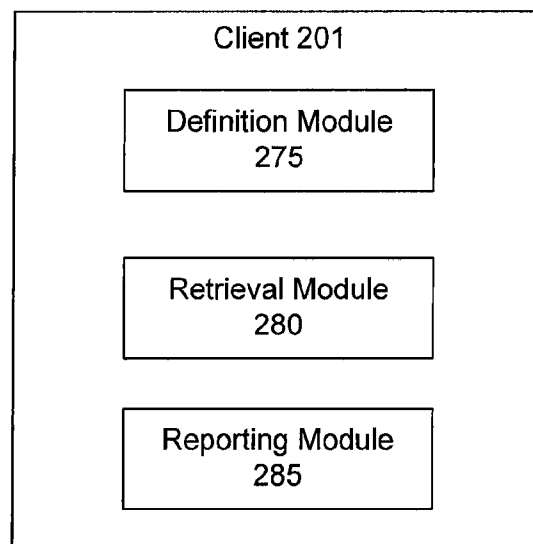 Client 201
Definition Module
275
Retrieval Module
280
Reporting Module
285